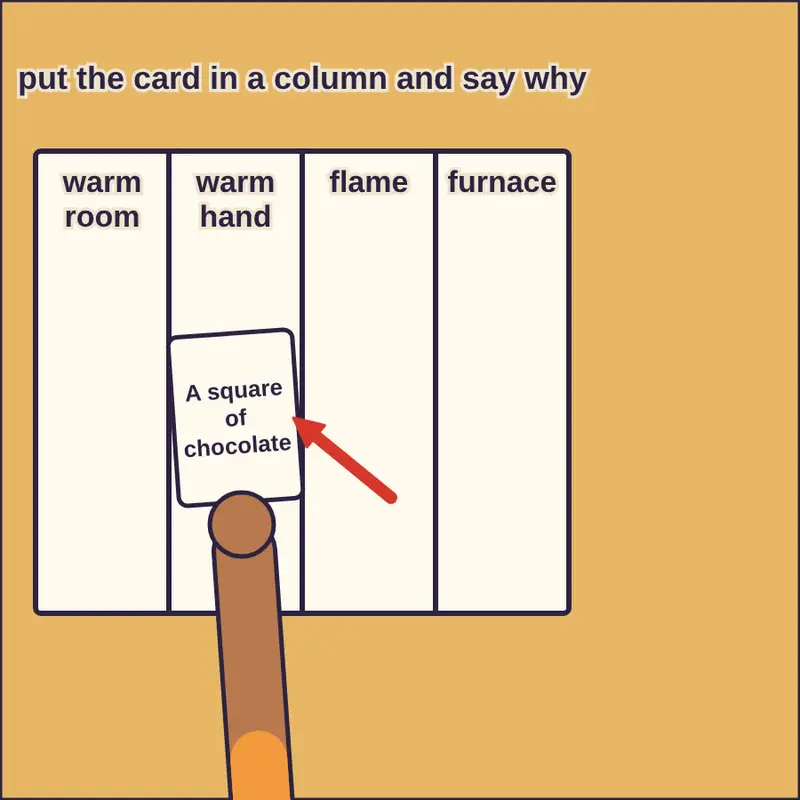 put the card in a column and say why
warm
room
warm
hand
flame
furnace
A square
of
chocolate